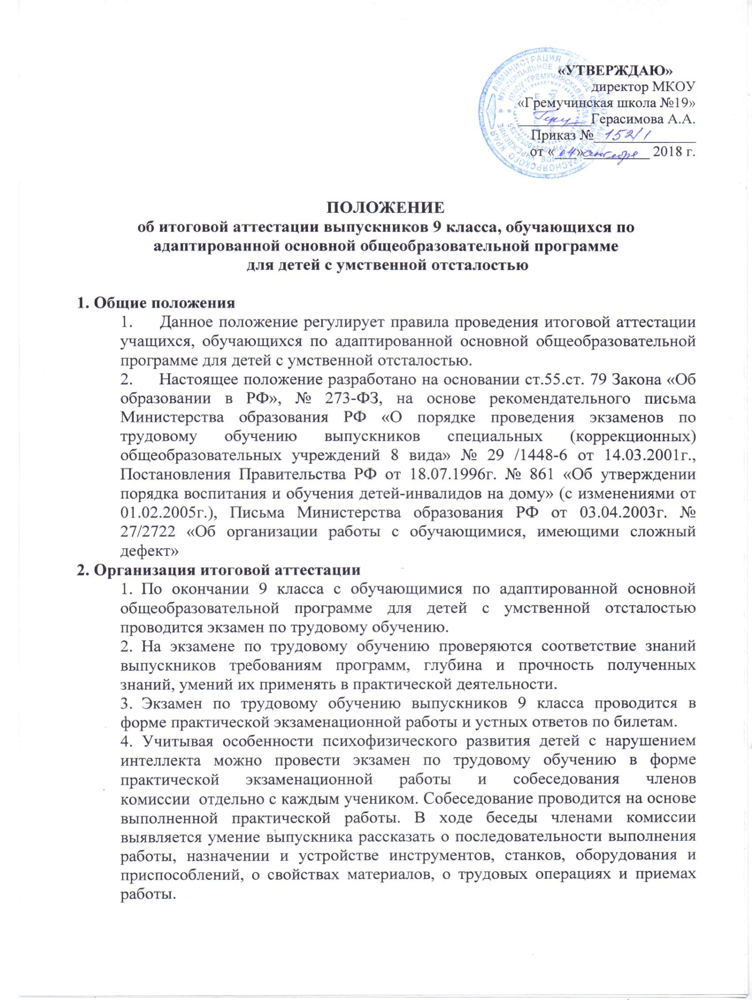 «УТВЕРЖДАЮ»
директор МКОУ
«Гремучинская школа №19»
Герасимова А.А.
Приказ № 152/1
от « 04 » сентября 2018 г.
ПОЛОЖЕНИЕ
об итоговой аттестации выпускников 9 класса, обучающихся по
адаптированной основной общеобразовательной программе
для детей с умственной отсталостью
1. Общие положения
1. Данное положение регулирует правила проведения итоговой аттестации
учащихся, обучающихся по адаптированной основной общеобразовательной
программе для детей с умственной отсталостью.
2. Настоящее положение разработано на основании ст.55.ст. 79 Закона «Об
образовании в РФ», № 273-ФЗ, на основе рекомендательного письма
Министерства образования РФ «О порядке проведения экзаменов по
трудовому обучению выпускников специальных (коррекционных)
общеобразовательных учреждений 8 вида» № 29 /1448-6 от 14.03.2001г.,
Постановления Правительства РФ от 18.07.1996г. № 861 «Об утверждении
порядка воспитания и обучения детей-инвалидов на дому» (с изменениями от
01.02.2005г.), Письма Министерства образования РФ от 03.04.2003г. №
27/2722 «Об организации работы с обучающимися, имеющими сложный
дефект»
2. Организация итоговой аттестации
1. По окончании 9 класса с обучающимися по адаптированной основной
общеобразовательной программе для детей с умственной отсталостью
проводится экзамен по трудовому обучению.
2. На экзамене по трудовому обучению проверяются соответствие знаний
выпускников требованиям программ, глубина и прочность полученных
знаний, умений их применять в практической деятельности.
3. Экзамен по трудовому обучению выпускников 9 класса проводится в
форме практической экзаменационной работы и устных ответов по билетам.
4. Учитывая особенности психофизического развития детей с нарушением
интеллекта можно провести экзамен по трудовому обучению в форме
практической экзаменационной работы и собеседования членов
комиссии отдельно с каждым учеником. Собеседование проводится на основе
выполненной практической работы. В ходе беседы членами комиссии
выявляется умение выпускника рассказать о последовательности выполнения
работы, назначении и устройстве инструментов, станков, оборудования и
приспособлений, о свойствах материалов, о трудовых операциях и приемах
работы.